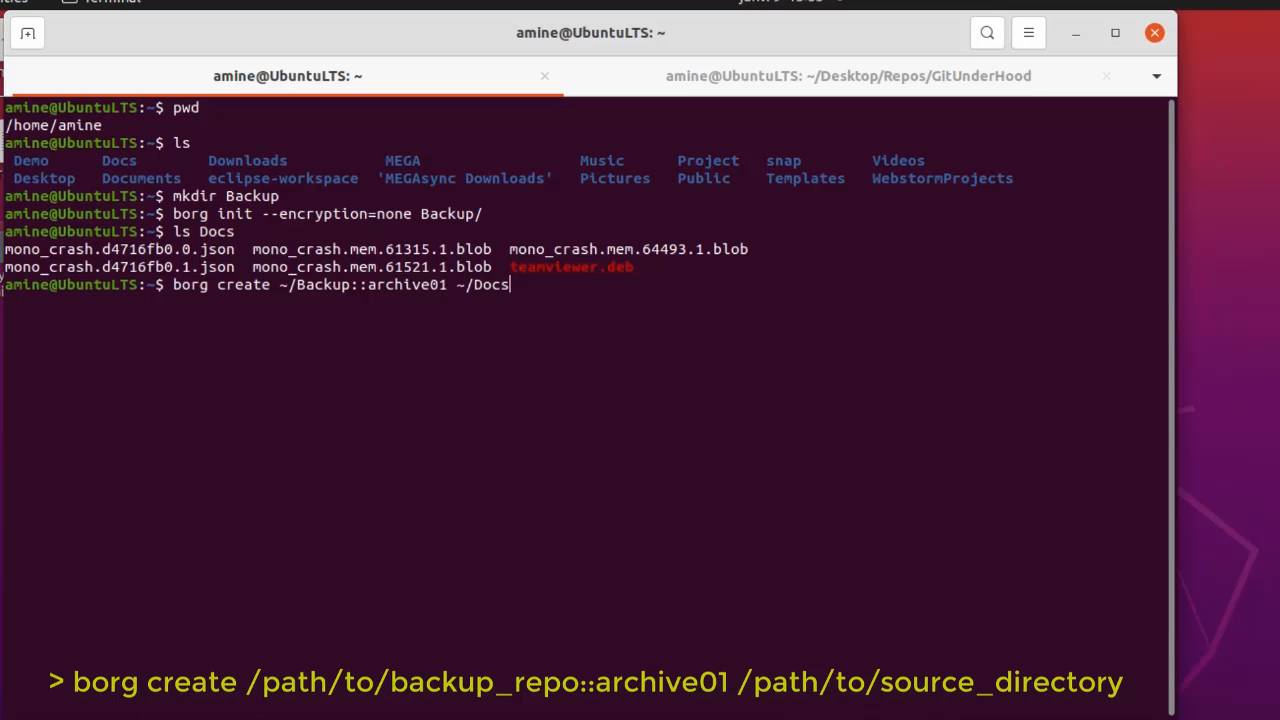 Terminal
amine@UbuntuLTS: ~
amine@UbuntuLTS: ~ amine@UbuntuLTS: ~/Desktop/Repos/GitUnderHood
amine@UbuntuLTS:~$ pwd
/home/amine
amine@UbuntuLTS:~$ ls
Demo Docs Downloads MEGA Music Project snap Videos
Desktop Documents eclipse-workspace 'MEGAsync Downloads' Pictures Public Templates WebstormProjects
amine@UbuntuLTS:~$ mkdir Backup
amine@UbuntuLTS:~$ borg init --encryption=none Backup/
amine@UbuntuLTS:~$ ls Docs
mono_crash.d4716fb0.0.json mono_crash.mem.61315.1.blob mono_crash.mem.64493.1.blob
mono_crash.d4716fb0.1.json mono_crash.mem.61521.1.blob teamviewer.deb
amine@UbuntuLTS:~$ borg create ~/Backup::archive01 ~/Docs
> borg create /path/to/backup_repo::archive01 /path/to/source_directory